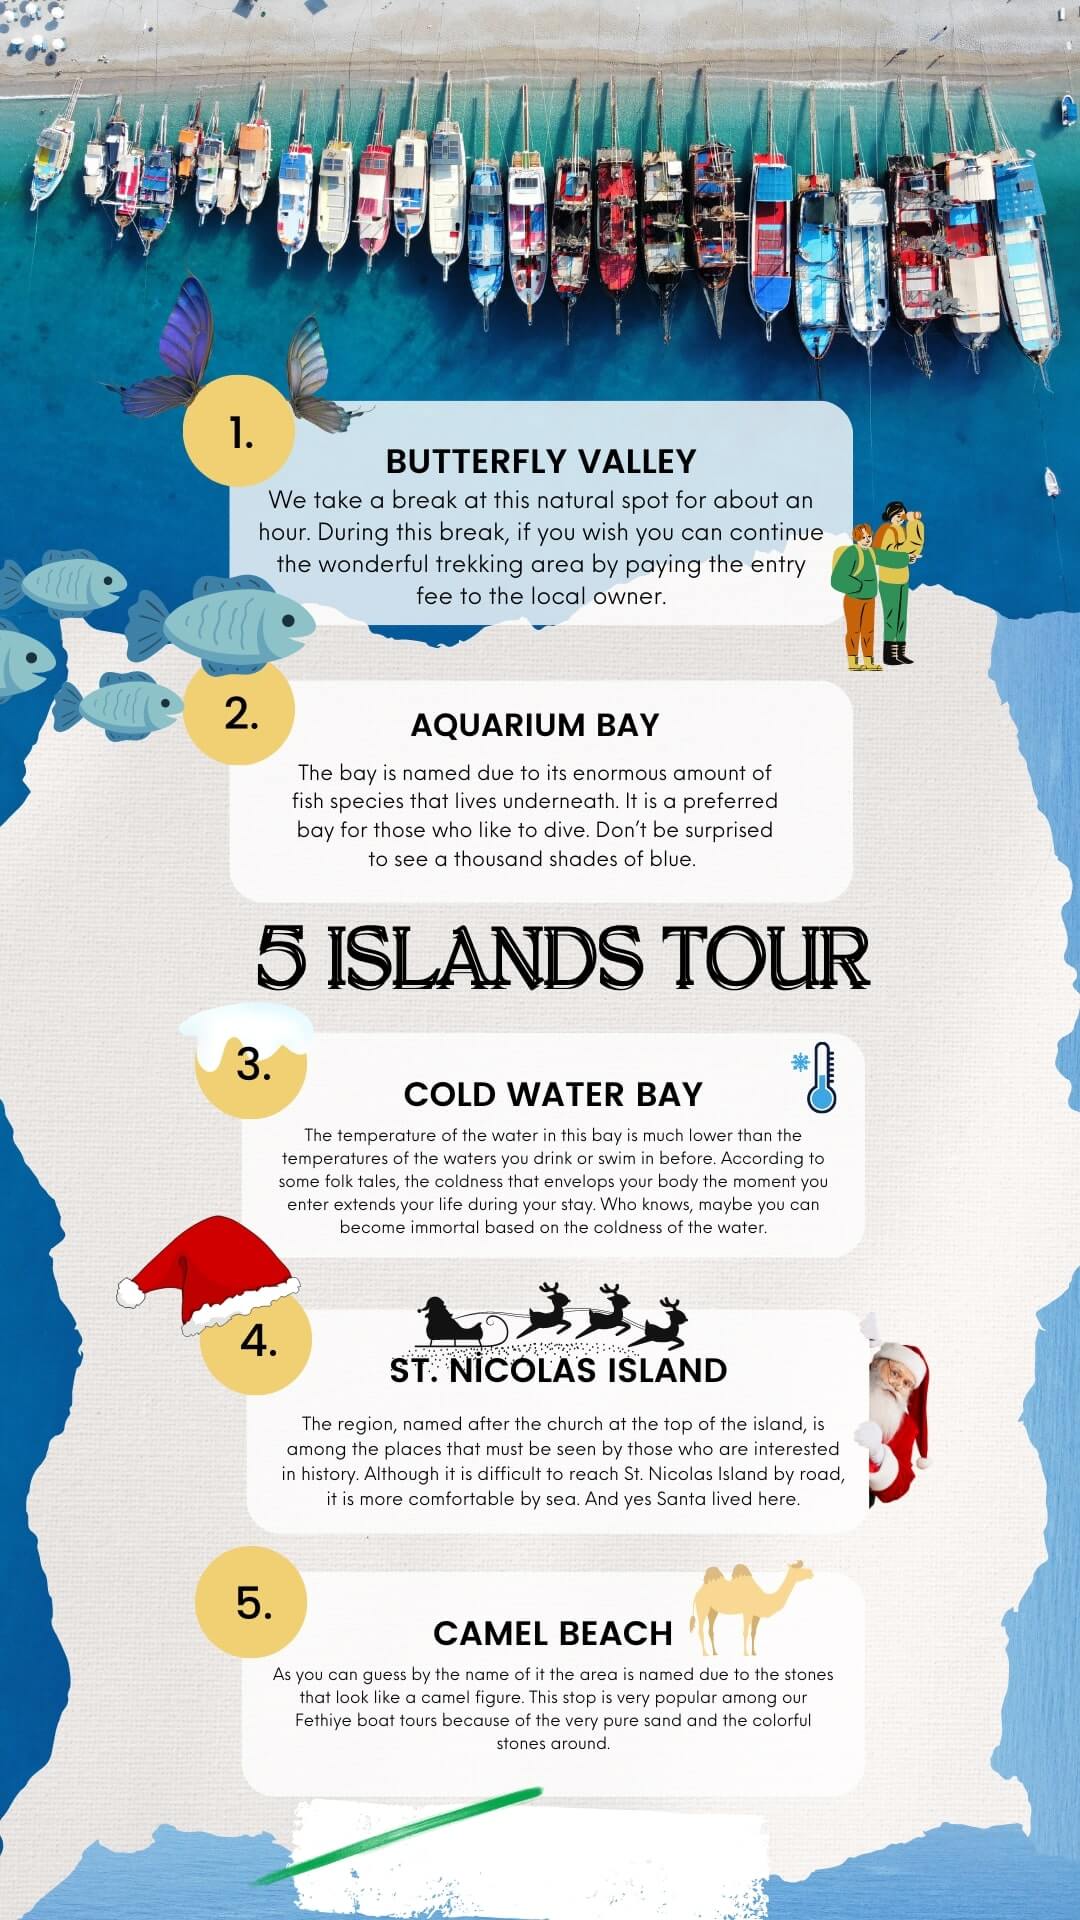 1.
BUTTERFLY VALLEY
We take a break at this natural spot for about an
hour. During this break, if you wish you can continue
the wonderful trekking area by paying the entry
fee to the local owner.
2.
AQUARIUM BAY
The bay is named due to its enormous amount of
fish species that lives underneath. It is a preferred
bay for those who like to dive. Don't be surprised
to see a thousand shades of blue.
5 ISLANDS TOUR
3.
COLD WATER BAY
The temperature of the water in this bay is much lower than the
temperatures of the waters you drink or swim in before. According to
some folk tales, the coldness that envelops your body the moment you
enter extends your life during your stay. Who knows, maybe you can
become immortal based on the coldness of the water.
4.
ST. NİCOLAS ISLAND
The region, named after the church at the top of the island, is
among the places that must be seen by those who are interested
in history. Although it is difficult to reach St. Nicolas Island by road,
it is more comfortable by sea. And yes Santa lived here.
5.
CAMEL BEACH
As you can guess by the name of it the area is named due to the stones
that look like a camel figure. This stop is very popular among our
Fethiye boat tours because of the very pure sand and the colorful
stones around.